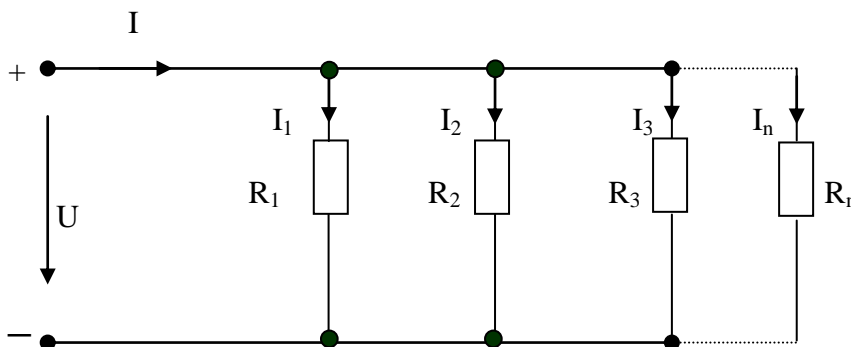 I
+
I₁ I₂ I₃ Iₙ
R₁ R₂ R₃ R
U
–